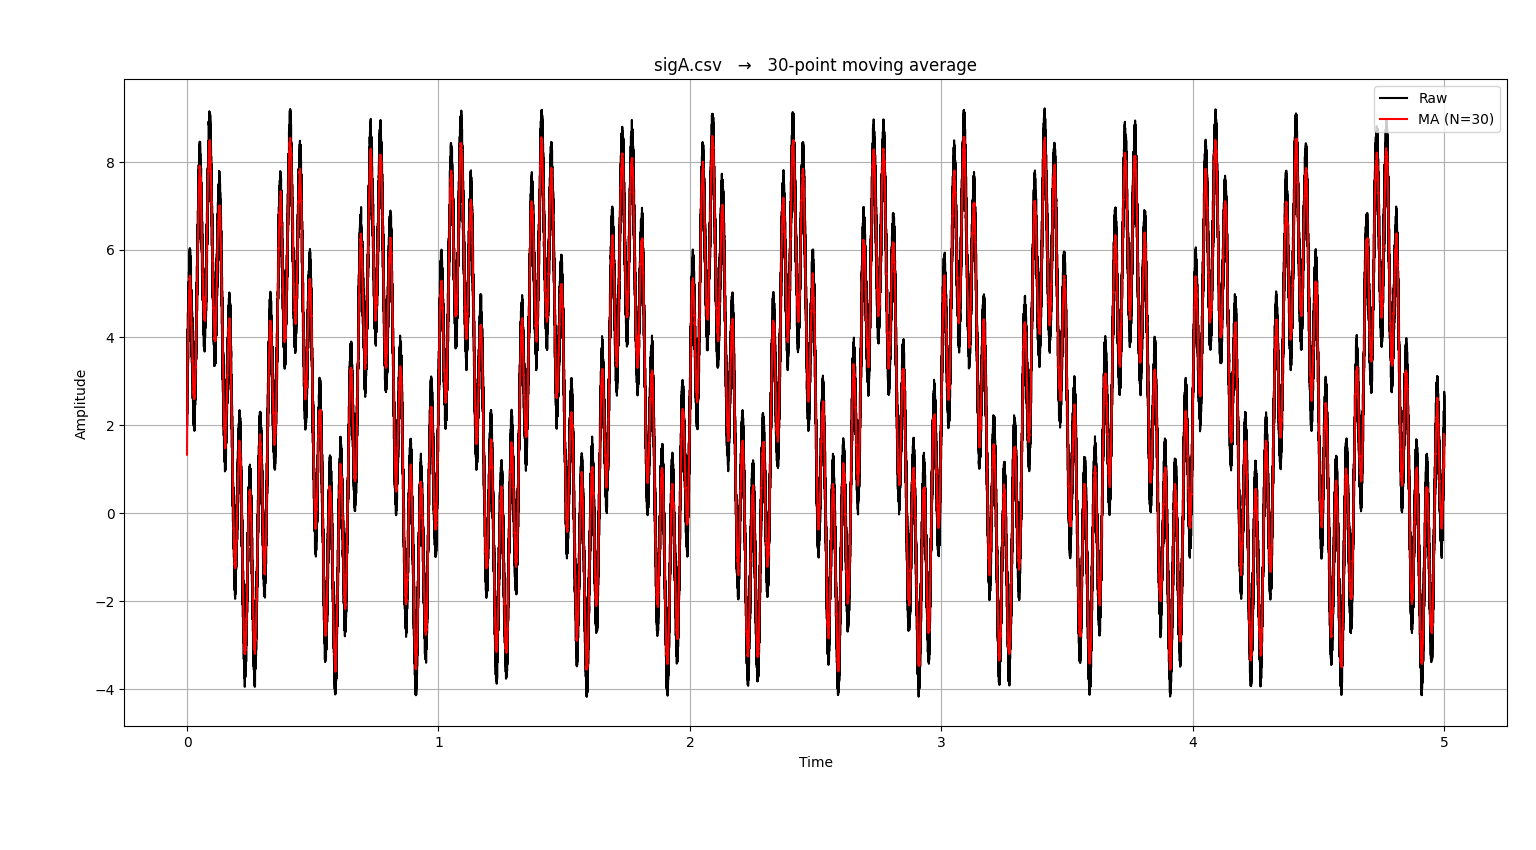 sigA.csv → 30-point moving average
Raw
MA (N=30)
Amplitude
8
6
4
2
0
−2
−4
0 1 2 3 4 5
Time